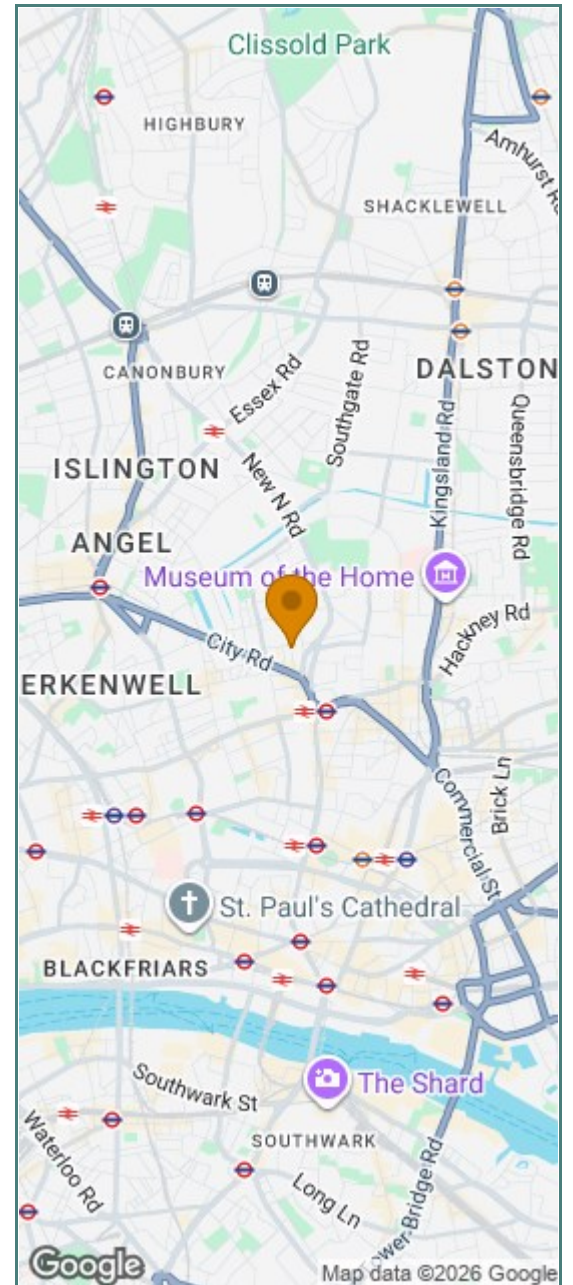 Clissold Park
HIGHBURY
Amhurst Rd
SHACKLEWELL
CANONBURY
Essex Rd
Southgate Rd
DALSTON
Kingsland Rd
Queensbridge Rd
ISLINGTON
New N Rd
ANGEL
Museum of the Home
City Rd
Hackney Rd
ERKENWELL
Commercial St
Brick Ln
St. Paul's Cathedral
BLACKFRIARS
Southwark St
The Shard
Waterloo Rd
SOUTHWARK
Long Ln
ower Bridge Rd
Google
Map data ©2026 Google